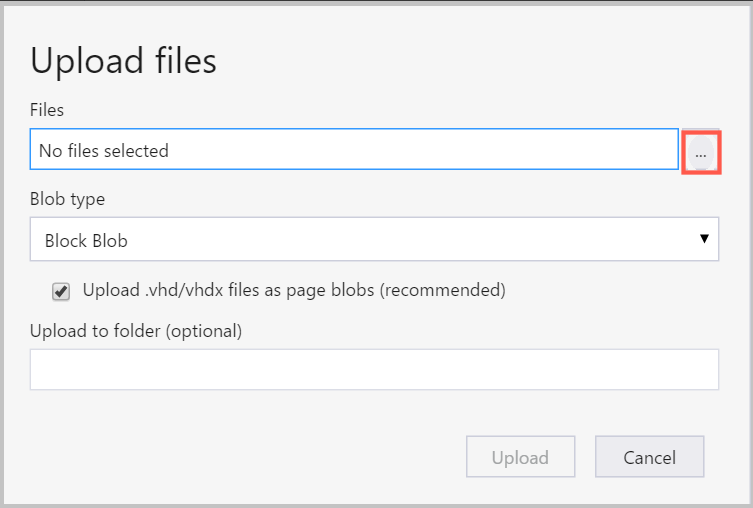 Upload files
Files
No files selected
...
Blob type
Block Blob
Upload .vhd/vhdx files as page blobs (recommended)
Upload to folder (optional)
Upload
Cancel